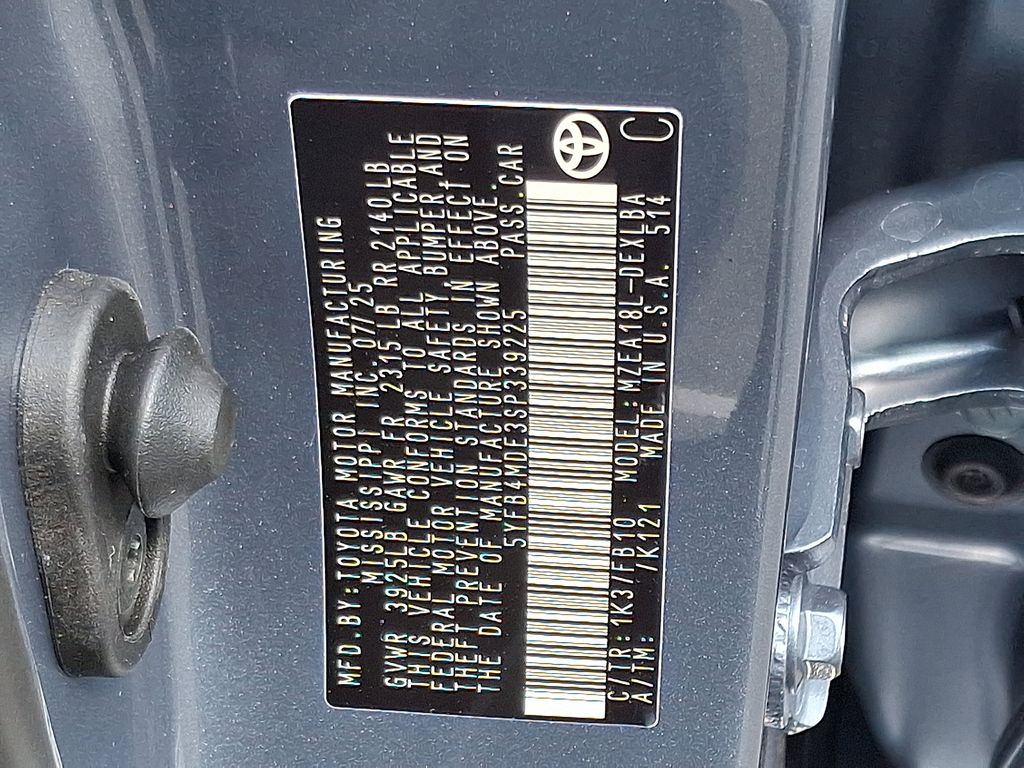 MFD.BY:TOYOTA MOTOR MANUFACTURING
MISSISSIPPI, INC. 07/25
GVWR 3925LB GAWR FR 2315 LB RR 2140LB
THIS VEHICLE CONFORMS TO ALL APPLICABLE
FEDERAL MOTOR VEHICLE SAFETY, BUMPER AND
THEFT PREVENTION STANDARDS IN EFFECT ON
THE DATE OF MANUFACTURE SHOWN ABOVE.
5YFB4MDE3SP339225 PASS.CAR
C/TR:1K3/FB10 MODEL:MZEA18L-DEXLBA
A/TM: /K121 MADE IN U.S.A. 514 C